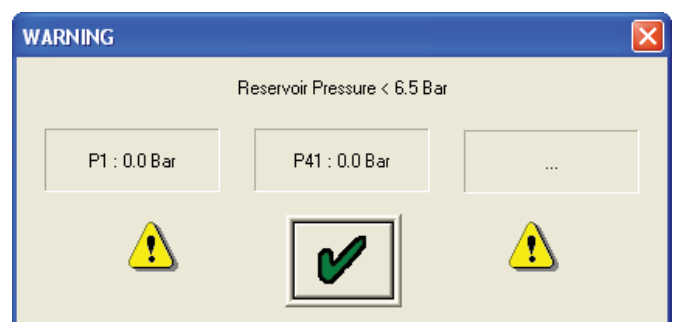 WARNING
Reservoir Pressure < 6.5 Bar
P1 : 0.0 Bar
P41 : 0.0 Bar
...